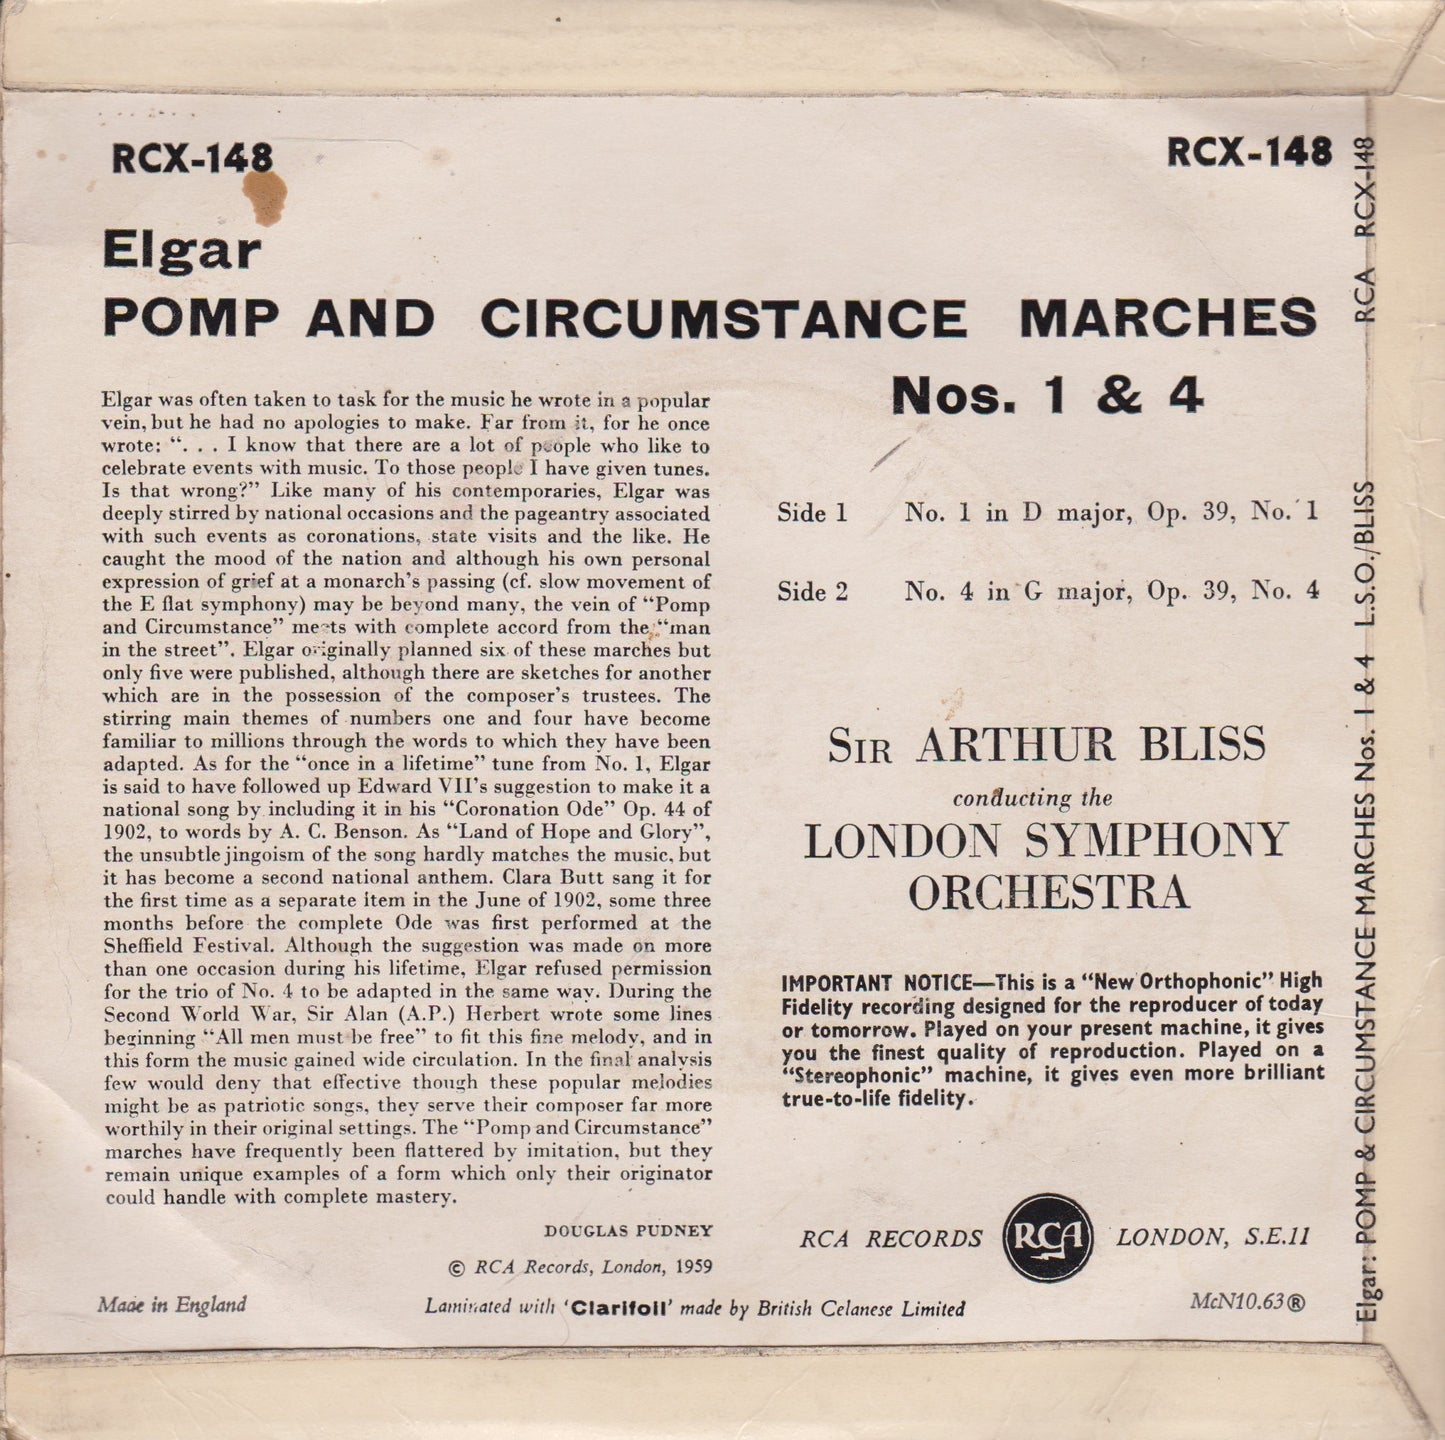 RCX-148
RCX-148
Elgar
POMP AND CIRCUMSTANCE MARCHES
Nos. 1 & 4
Elgar was often taken to task for the music he wrote in a popular
vein, but he had no apologies to make. Far from it, for he once
wrote: “. . . I know that there are a lot of people who like to
celebrate events with music. To those people I have given tunes.
Is that wrong?” Like many of his contemporaries, Elgar was
deeply stirred by national occasions and the pageantry associated
with such events as coronations, state visits and the like. He
caught the mood of the nation and although his own personal
expression of grief at a monarch’s passing (cf. slow movement of
the E flat symphony) may be beyond many, the vein of “Pomp
and Circumstance” meets with complete accord from the “man
in the street”. Elgar originally planned six of these marches but
only five were published, although there are sketches for another
which are in the possession of the composer’s trustees. The
stirring main themes of numbers one and four have become
familiar to millions through the words to which they have been
adapted. As for the “once in a lifetime” tune from No. 1, Elgar
is said to have followed up Edward VII’s suggestion to make it a
national song by including it in his “Coronation Ode” Op. 44 of
1902, to words by A. C. Benson. As “Land of Hope and Glory”,
the unsubtle jingoism of the song hardly matches the music, but
it has become a second national anthem. Clara Butt sang it for
the first time as a separate item in the June of 1902, some three
months before the complete Ode was first performed at the
Sheffield Festival. Although the suggestion was made on more
than one occasion during his lifetime, Elgar refused permission
for the trio of No. 4 to be adapted in the same way. During the
Second World War, Sir Alan (A.P.) Herbert wrote some lines
beginning “All men must be free” to fit this fine melody, and in
this form the music gained wide circulation. In the final analysis
few would deny that effective though these popular melodies
might be as patriotic songs, they serve their composer far more
worthily in their original settings. The “Pomp and Circumstance”
marches have frequently been flattered by imitation, but they
remain unique examples of a form which only their originator
could handle with complete mastery.
DOUGLAS PUDNEY
© RCA Records, London, 1959
Side 1 No. 1 in D major, Op. 39, No. 1
Side 2 No. 4 in G major, Op. 39, No. 4
SIR ARTHUR BLISS
conducting the
LONDON SYMPHONY
ORCHESTRA
IMPORTANT NOTICE—This is a “New Orthophonic” High
Fidelity recording designed for the reproducer of today
or tomorrow. Played on your present machine, it gives
you the finest quality of reproduction. Played on a
“Stereophonic” machine, it gives even more brilliant
true-to-life fidelity.
RCA RECORDS RCA LONDON, S.E.11
Made in England
Laminated with ‘Clarifoil’ made by British Celanese Limited
McN10.63®
Elgar: POMP & CIRCUMSTANCE MARCHES Nos. 1 & 4 L.S.O./BLISS RCA RCX-148